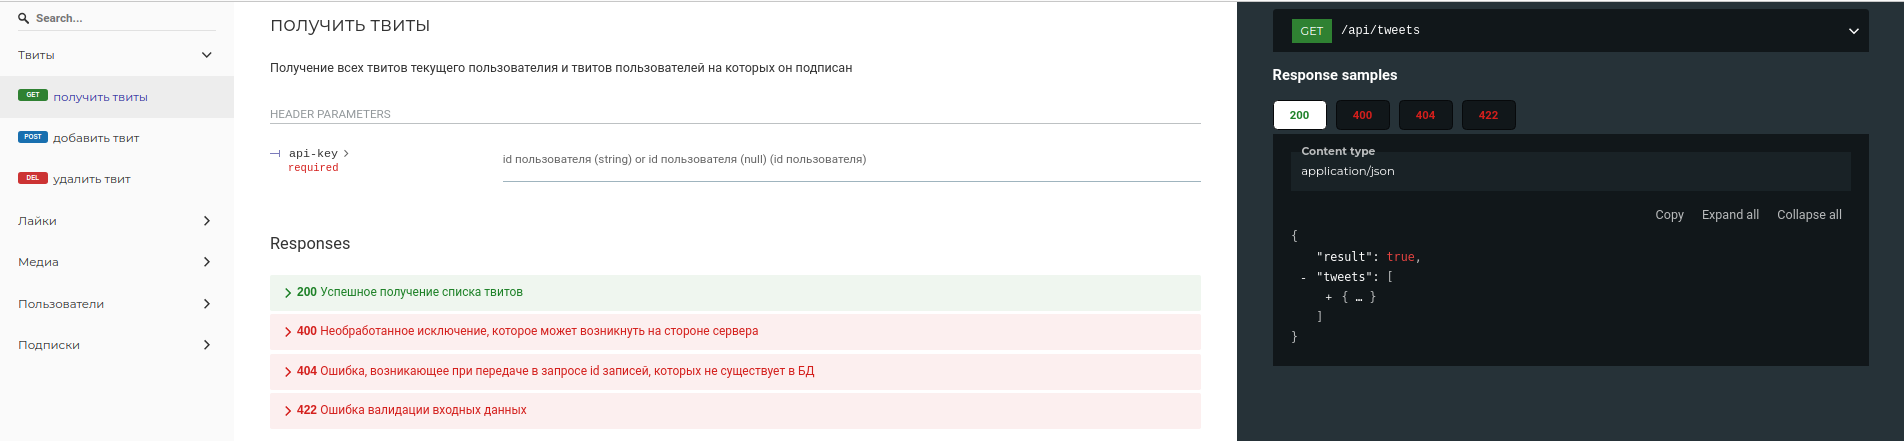 Search...
Твиты
GET получить твиты
POST добавить твит
DEL удалить твит
Лайки
Медиа
Пользователи
Подписки
получить твиты
Получение всех твитов текущего пользователия и твитов пользователей на которых он подписан
HEADER PARAMETERS
api-key
required
id пользователя (string) or id пользователя (null) (id пользователя)
Responses
200 Успешное получение списка твитов
400 Необработанное исключение, которое может возникнуть на стороне сервера
404 Ошибка, возникающее при передаче в запросе id записей, которых не существует в БД
422 Ошибка валидации входных данных
GET /api/tweets
Response samples
200 400 404 422
Content type
application/json
Copy Expand all Collapse all
{
"result": true,
- "tweets": [
+ { … }
]
}